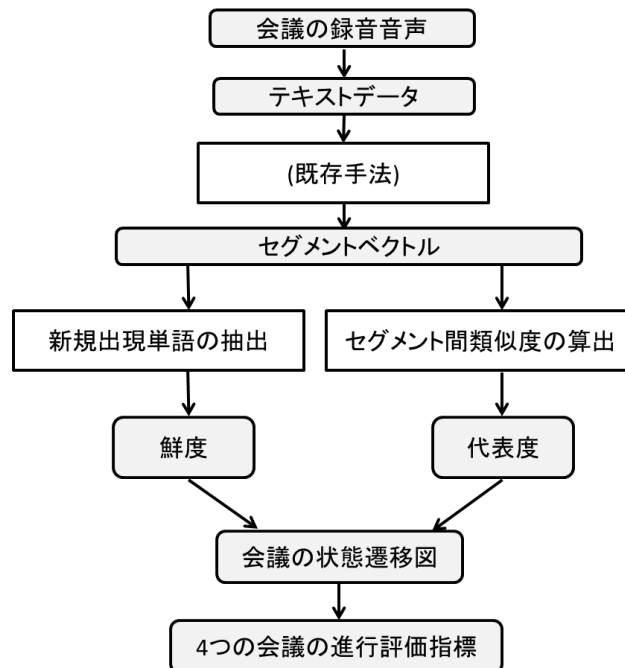 会議の録音音声
テキストデータ
(既存手法)
セグメントベクトル
新規出現単語の抽出
セグメント間類似度の算出
鮮度
代表度
会議の状態遷移図
4つの会議の進行評価指標